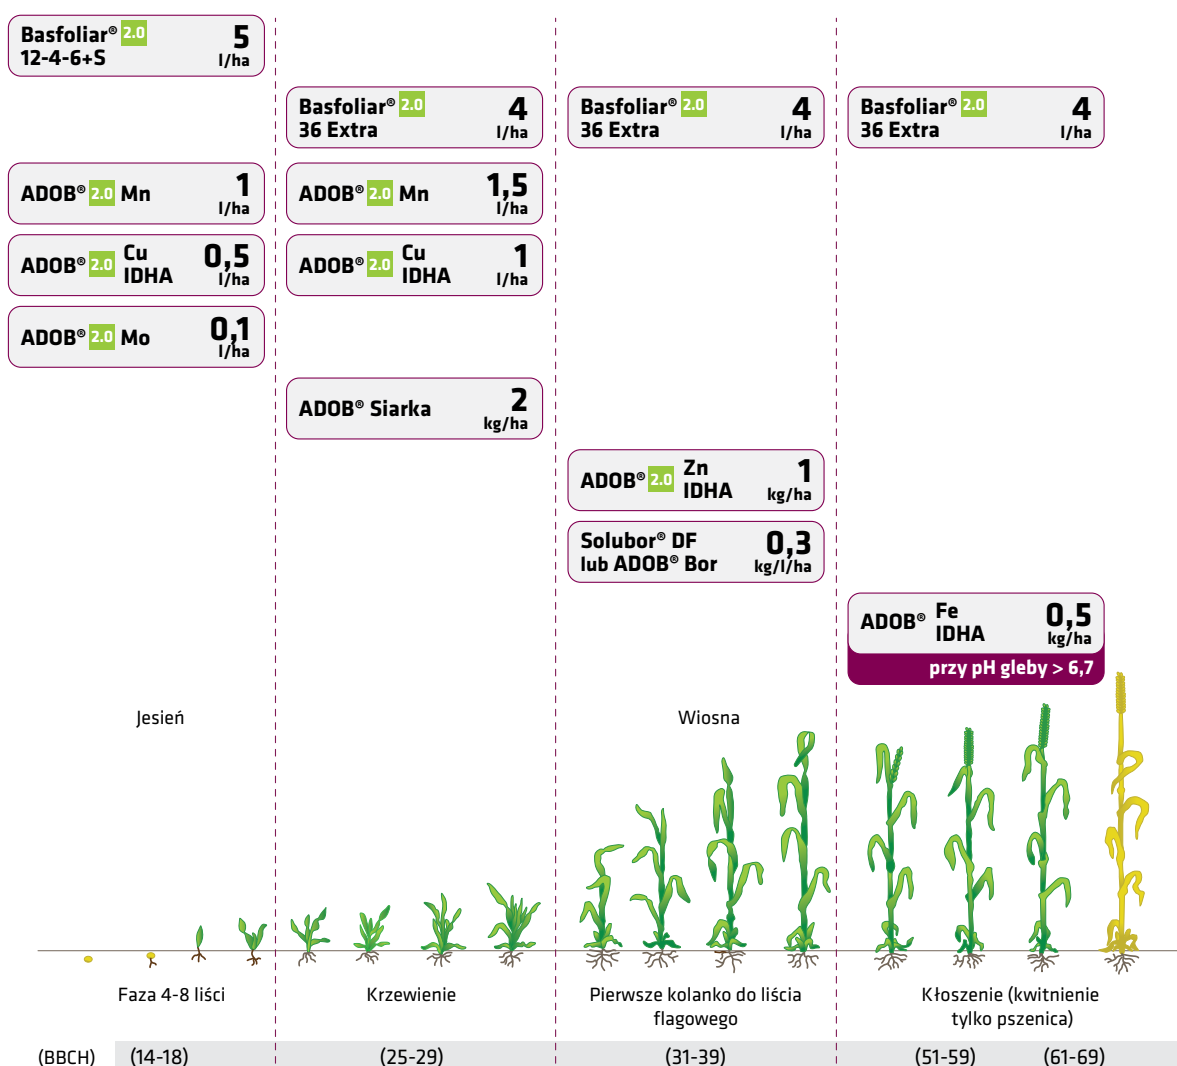 Basfoliar® 2.0
12-4-6+S
5
l/ha
Basfoliar® 2.0
36 Extra
4
l/ha
Basfoliar® 2.0
36 Extra
4
l/ha
Basfoliar® 2.0
36 Extra
4
l/ha
ADOB® 2.0 Mn
1
l/ha
ADOB® 2.0 Mn
1,5
l/ha
ADOB® 2.0 Cu
IDHA
0,5
l/ha
ADOB® 2.0 Cu
IDHA
1
l/ha
ADOB® 2.0 Mo
0,1
l/ha
ADOB® Siarka
2
kg/ha
ADOB® 2.0 Zn
IDHA
1
kg/ha
Solubor® DF
lub ADOB® Bor
0,3
kg/l/ha
ADOB® Fe
IDHA
0,5
kg/ha
przy pH gleby > 6,7
Jesień
Wiosna
Faza 4-8 liści
Krzewienie
Pierwsze kolanko do liścia
flagowego
Kłoszenie (kwitnienie
tylko pszenica)
(BBCH) (14-18) (25-29) (31-39) (51-59) (61-69)